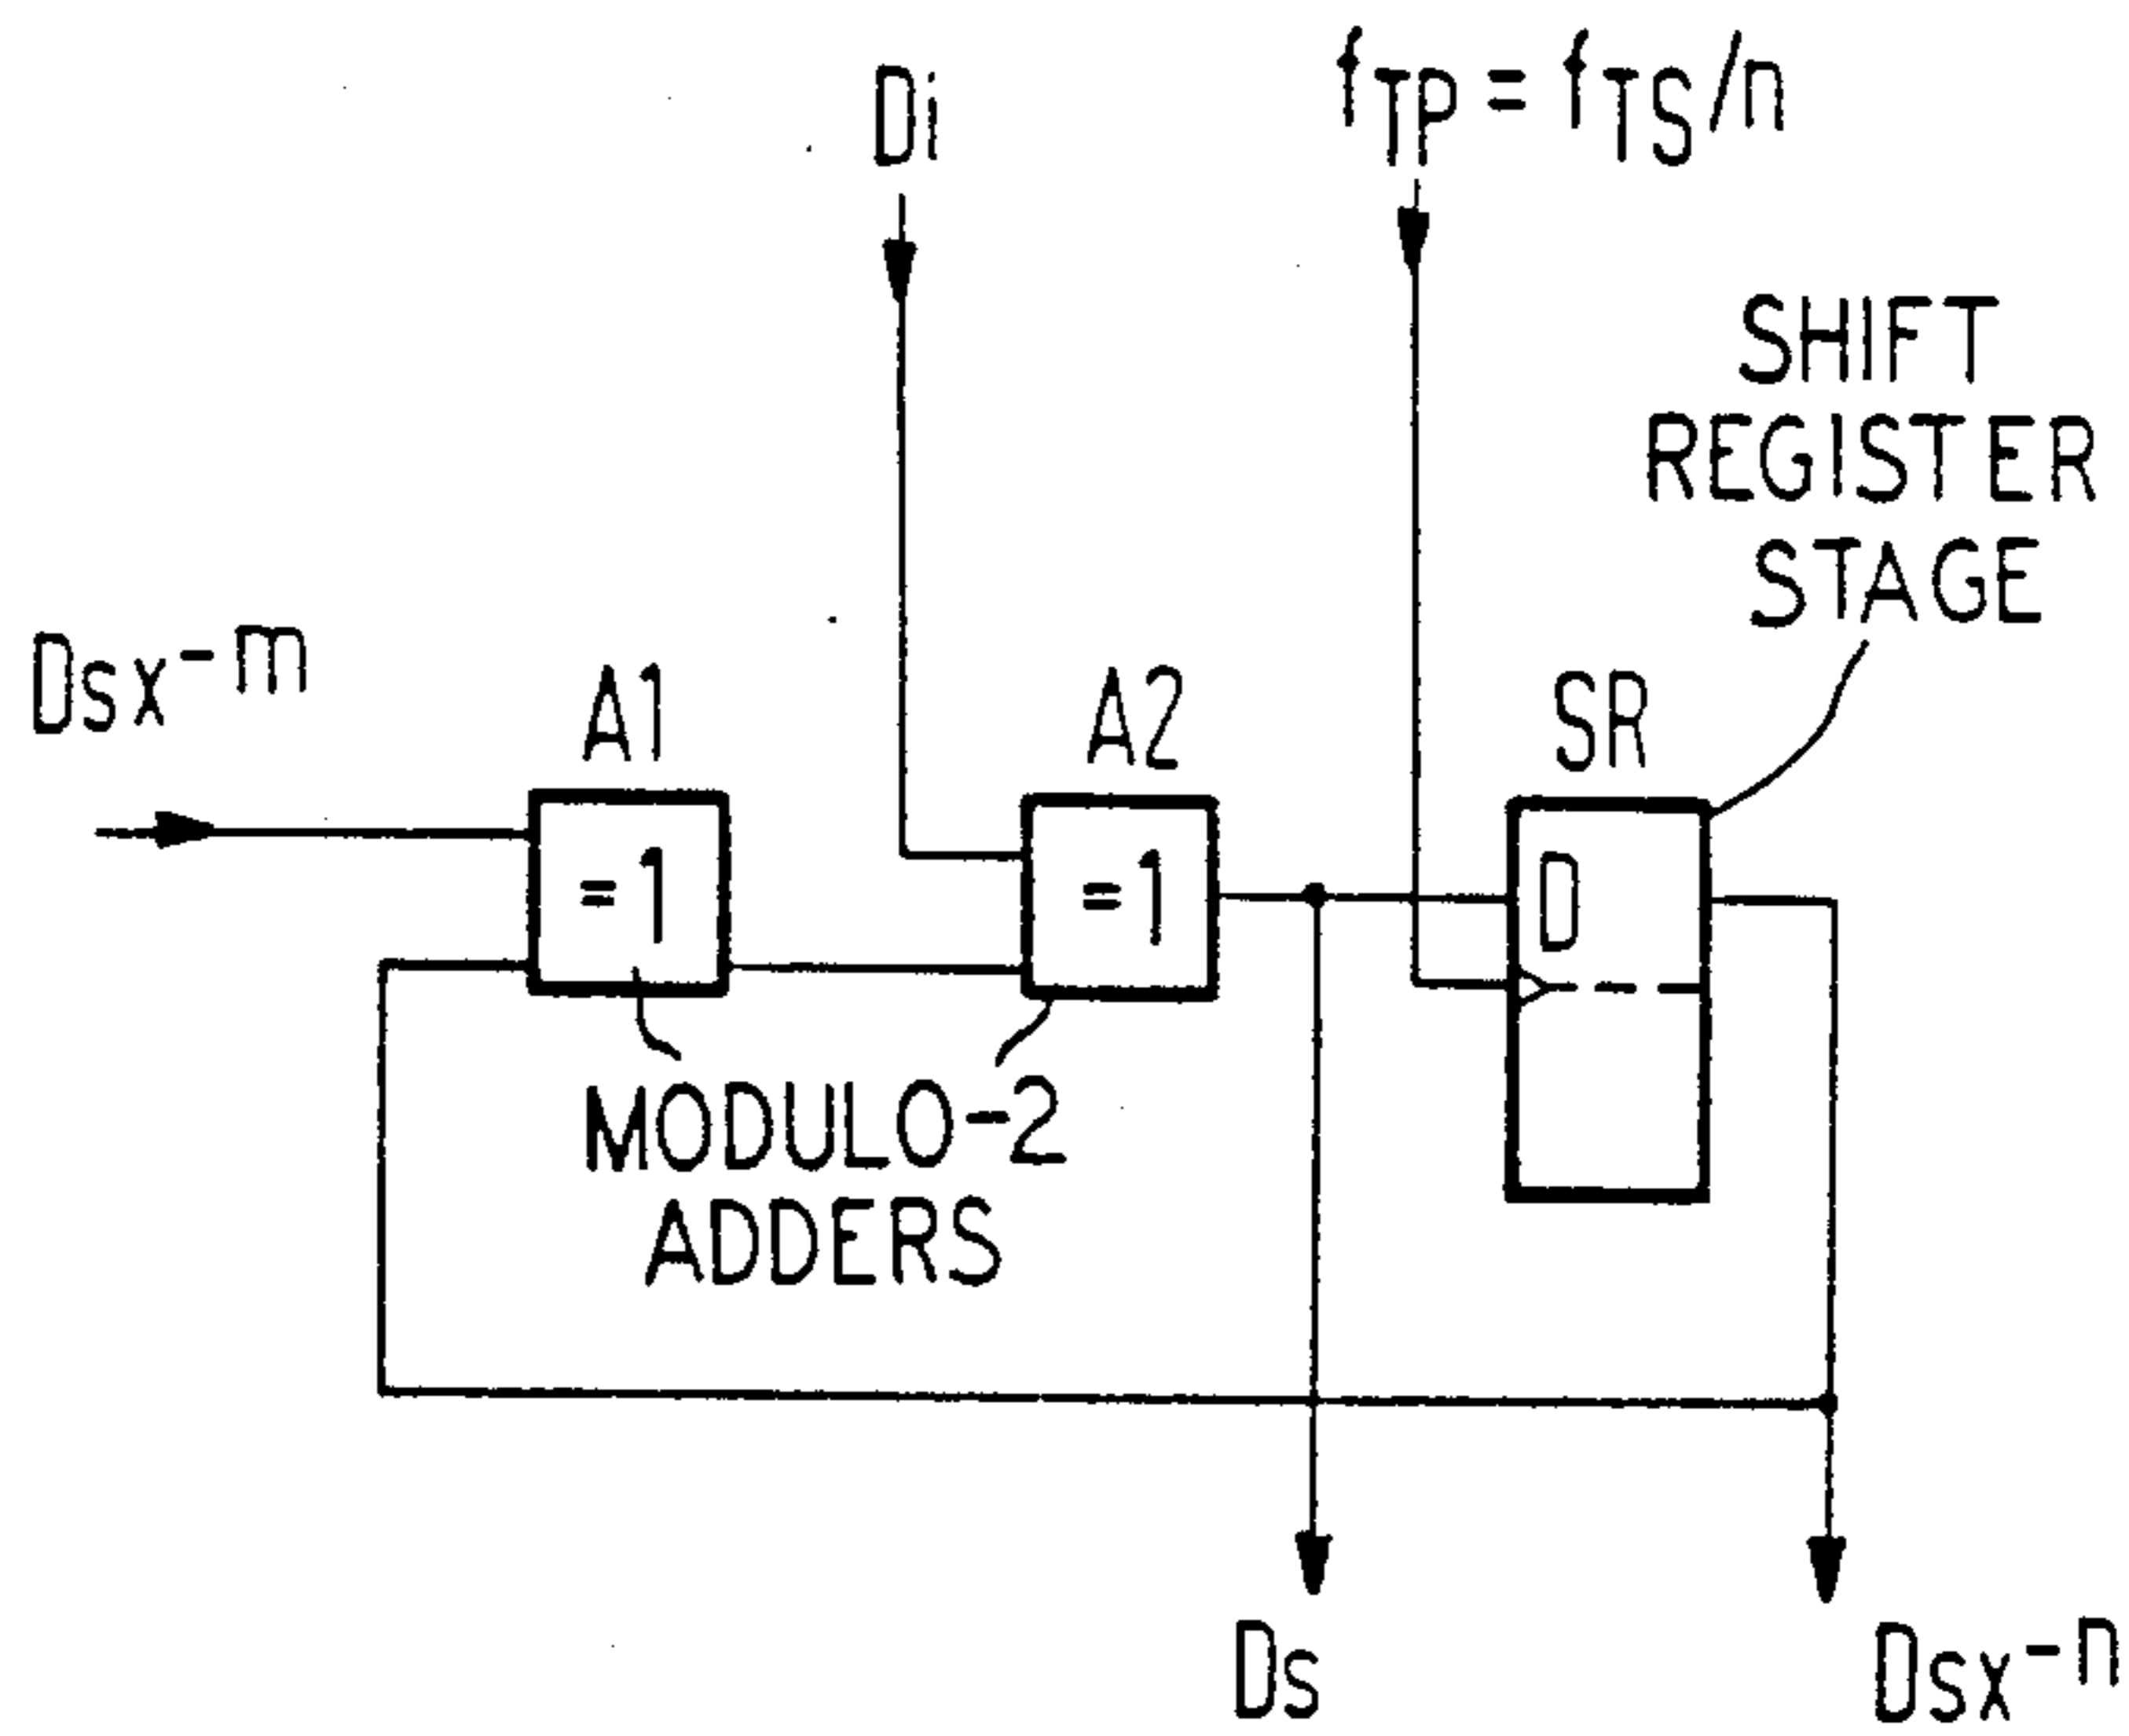 Di
fTP = fTS/n
SHIFT
REGISTER
STAGE
Dsx⁻ᵐ
A1
A2
SR
=1
=1
D
MODULO-2
ADDERS
Ds
Dsx⁻ⁿ